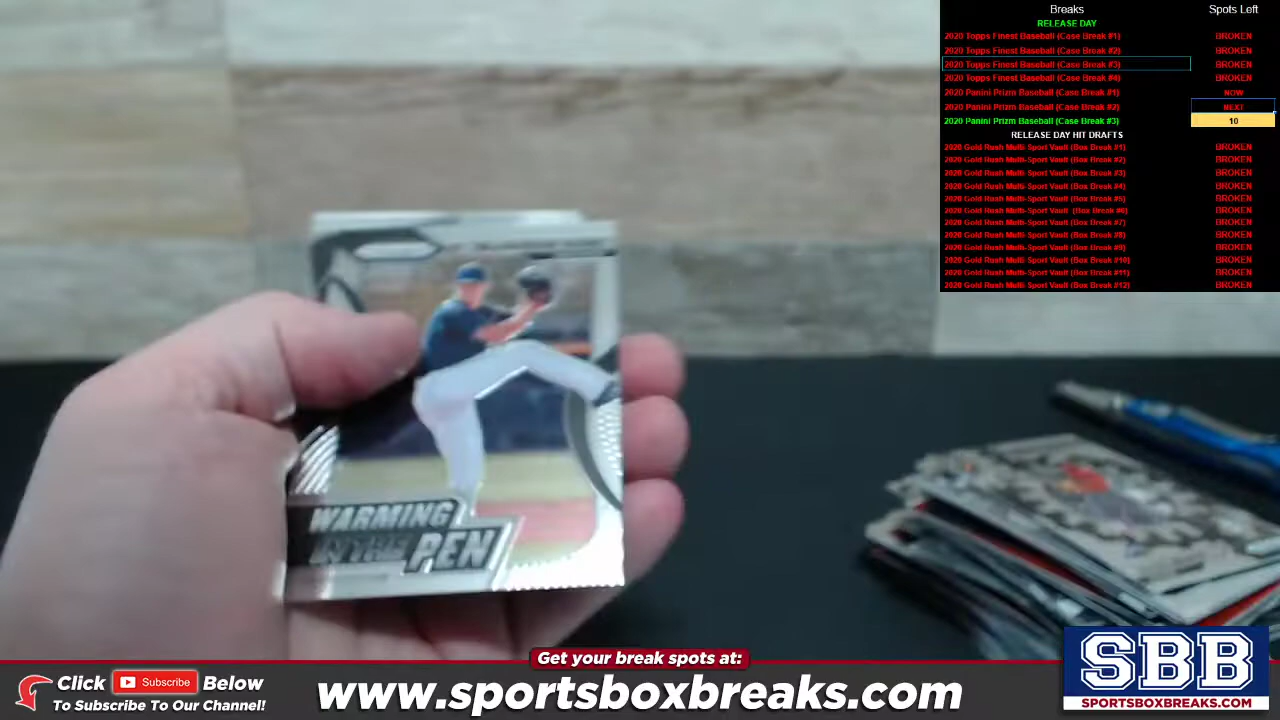 Breaks Spots Left
RELEASE DAY
2020 Topps Finest Baseball (Case Break #1) BROKEN
2020 Topps Finest Baseball (Case Break #2) BROKEN
2020 Topps Finest Baseball (Case Break #3) BROKEN
2020 Topps Finest Baseball (Case Break #4) BROKEN
2020 Panini Prizm Baseball (Case Break #1) NOW
2020 Panini Prizm Baseball (Case Break #2) NEXT
2020 Panini Prizm Baseball (Case Break #3) 10
RELEASE DAY HIT DRAFTS
2020 Gold Rush Multi-Sport Vault (Box Break #1) BROKEN
2020 Gold Rush Multi-Sport Vault (Box Break #2) BROKEN
2020 Gold Rush Multi-Sport Vault (Box Break #3) BROKEN
2020 Gold Rush Multi-Sport Vault (Box Break #4) BROKEN
2020 Gold Rush Multi-Sport Vault (Box Break #5) BROKEN
2020 Gold Rush Multi-Sport Vault (Box Break #6) BROKEN
2020 Gold Rush Multi-Sport Vault (Box Break #7) BROKEN
2020 Gold Rush Multi-Sport Vault (Box Break #8) BROKEN
2020 Gold Rush Multi-Sport Vault (Box Break #9) BROKEN
2020 Gold Rush Multi-Sport Vault (Box Break #10) BROKEN
2020 Gold Rush Multi-Sport Vault (Box Break #11) BROKEN
2020 Gold Rush Multi-Sport Vault (Box Break #12) BROKEN
WARMING
IN THE PEN
Get your break spots at:
Click Subscribe Below
To Subscribe To Our Channel!
www.sportsboxbreaks.com
SBB
SPORTSBOXBREAKS.COM